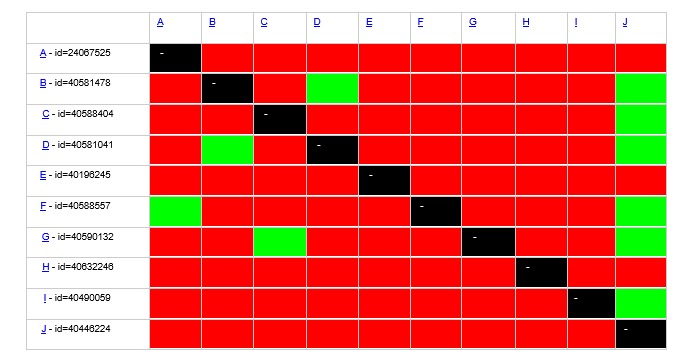 A B C D E F G H I J
A - id=24067525 -
B - id=40581478 -
C - id=40588404 -
D - id=40581041 -
E - id=40196245 -
F - id=40588557 -
G - id=40590132 -
H - id=40632246 -
I - id=40490059 -
J - id=40446224 -